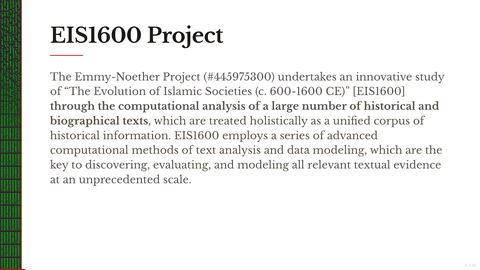 EIS1600 Project
The Emmy-Noether Project (#445975300) undertakes an innovative study
of “The Evolution of Islamic Societies (c. 600-1600 CE)” [EIS1600]
through the computational analysis of a large number of historical and
biographical texts, which are treated holistically as a unified corpus of
historical information. EIS1600 employs a series of advanced
computational methods of text analysis and data modeling, which are the
key to discovering, evaluating, and modeling all relevant textual evidence
at an unprecedented scale.